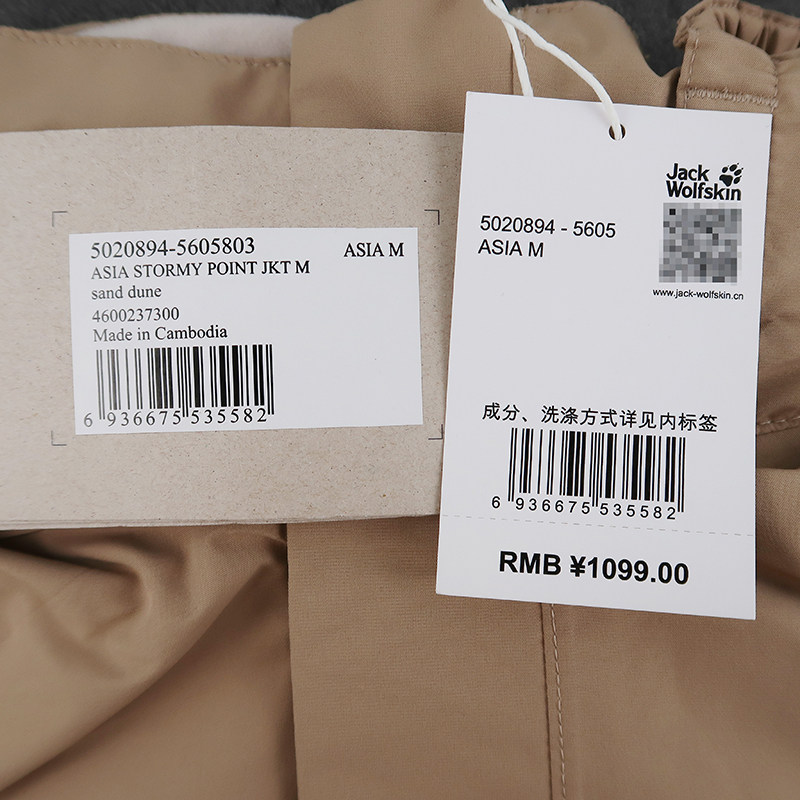 5020894-5605803 ASIA M
ASIA STORMY POINT JKT M
sand dune
4600237300
Made in Cambodia
6 936675 535582
Jack
Wolfskin
5020894 - 5605
ASIA M
www.jack-wolfskin.cn
成分、洗涤方式详见内标签
6 936675 535582
RMB ¥1099.00